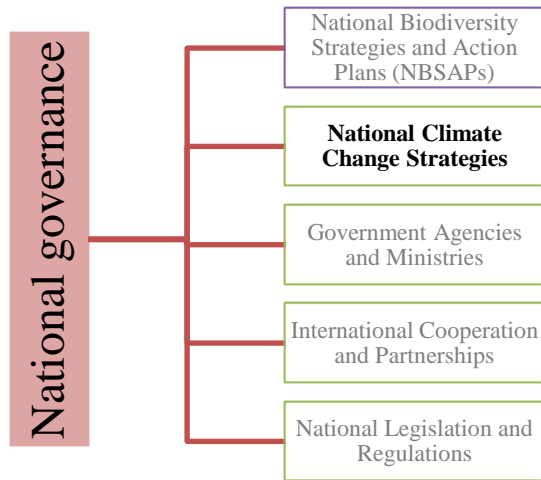 National governance
National Biodiversity
Strategies and Action
Plans (NBSAPs)
National Climate
Change Strategies
Government Agencies
and Ministries
International Cooperation
and Partnerships
National Legislation and
Regulations